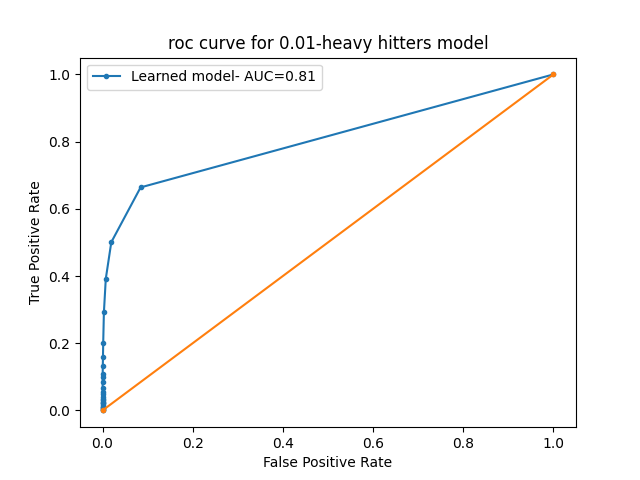 roc curve for 0.01-heavy hitters model
Learned model- AUC=0.81
True Positive Rate
1.0
0.8
0.6
0.4
0.2
0.0
0.0 0.2 0.4 0.6 0.8 1.0
False Positive Rate